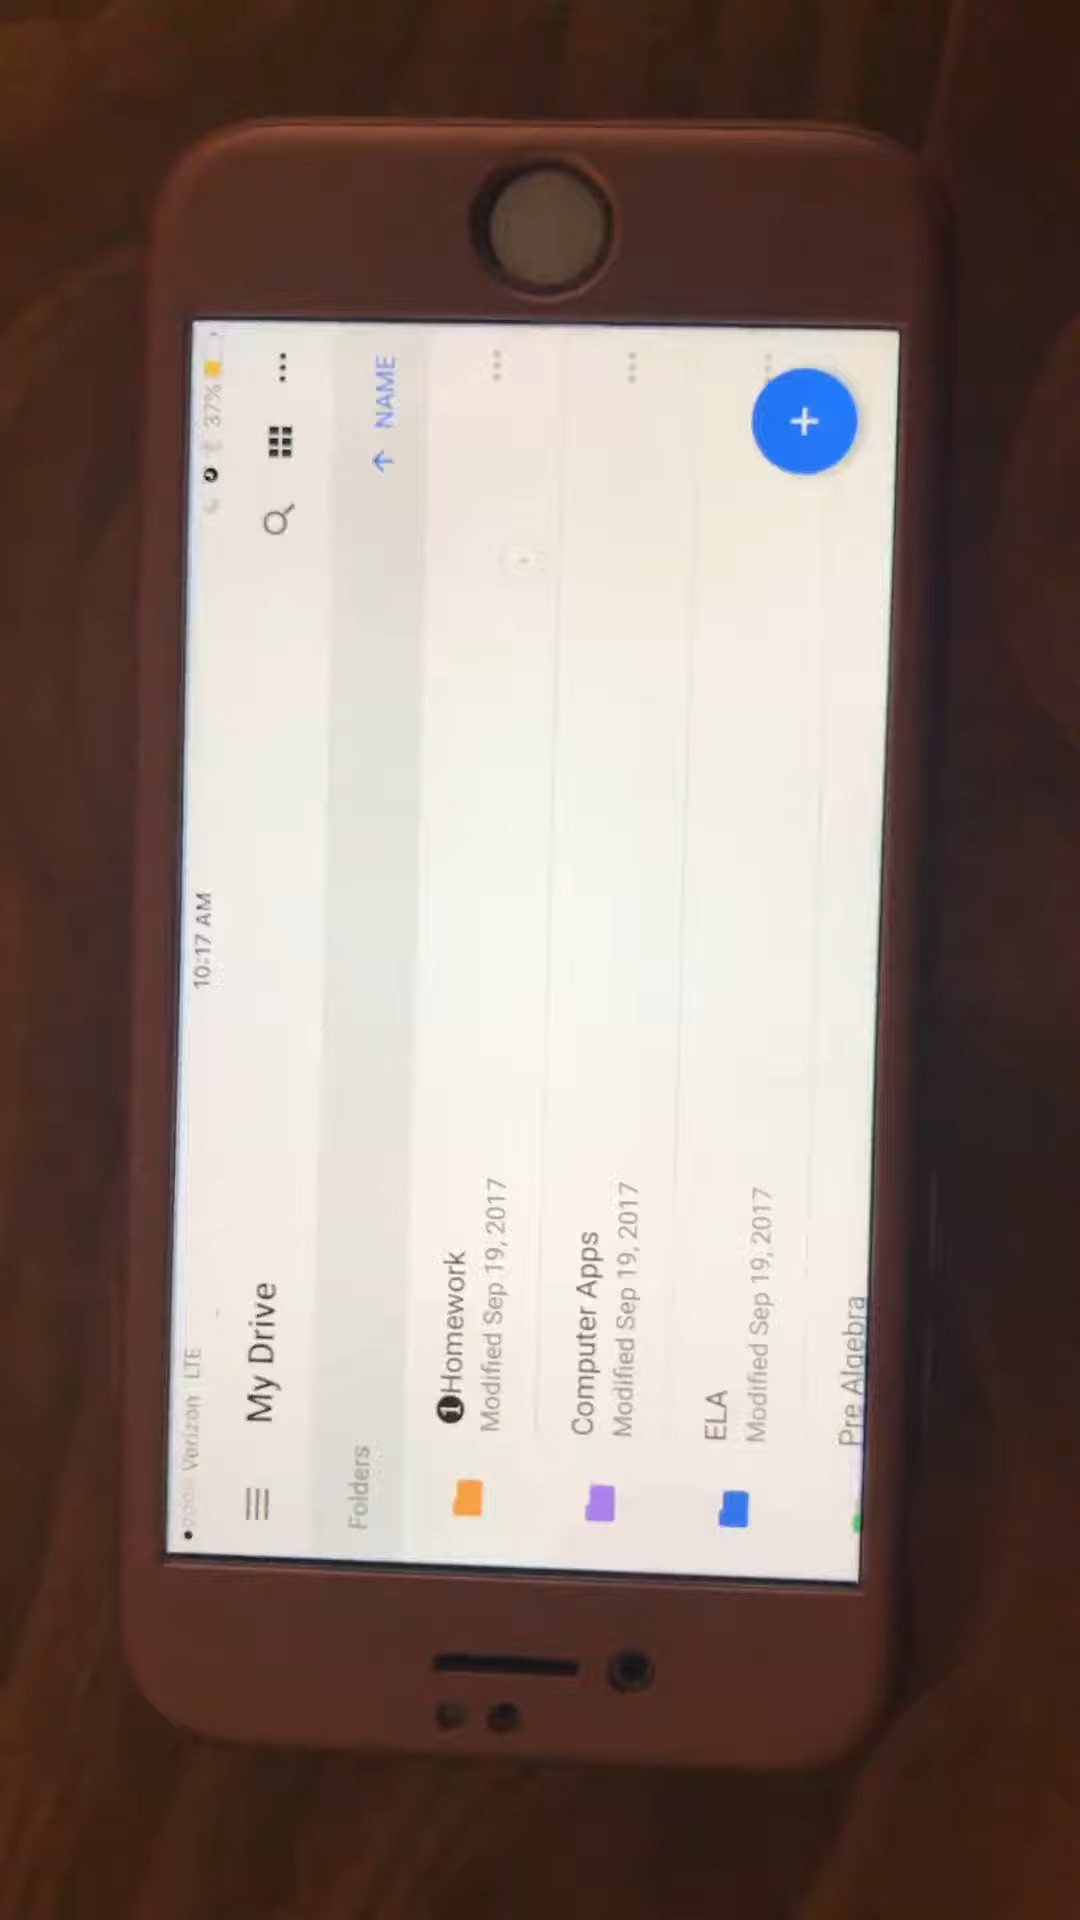 Verizon LTE 10:17 AM 37%
My Drive
Folders NAME
❶Homework
Modified Sep 19, 2017
Computer Apps
Modified Sep 19, 2017
ELA
Modified Sep 19, 2017
Pre Algebra